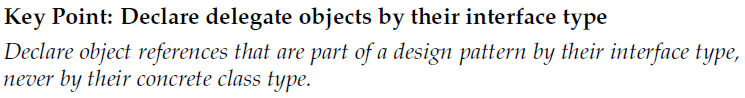 Key Point: Declare delegate objects by their interface type
Declare object references that are part of a design pattern by their interface type,
never by their concrete class type.